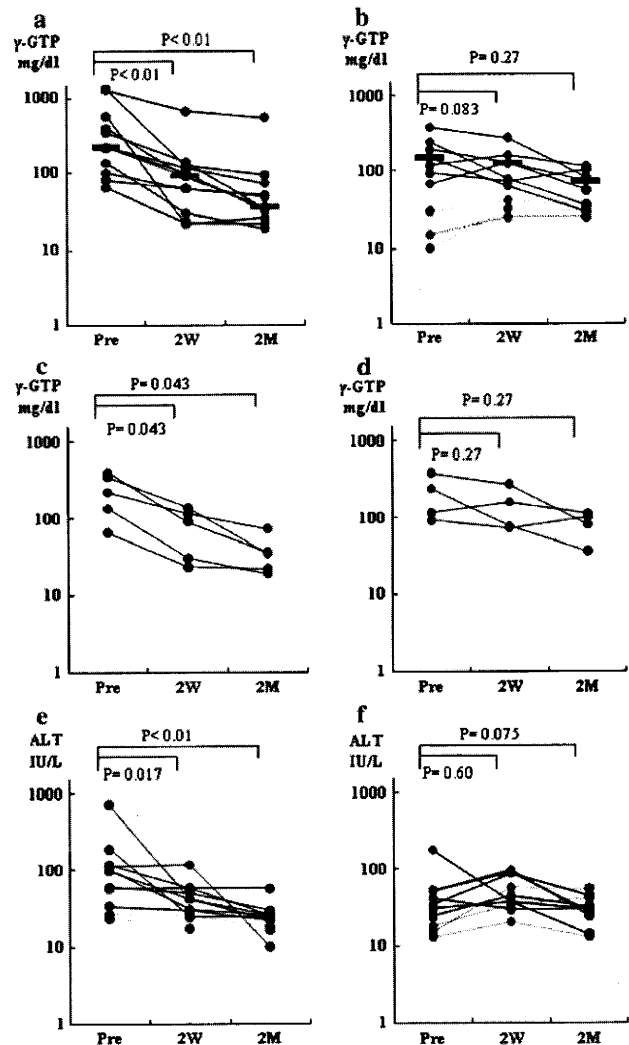 a
γ-GTP
mg/dl
P< 0.01
P< 0.01
1000
100
10
1
Pre 2W 2M
b
γ-GTP
mg/dl
P= 0.27
P= 0.083
1000
100
10
1
Pre 2W 2M
c
γ-GTP
mg/dl
P= 0.043
P= 0.043
1000
100
10
1
Pre 2W 2M
d
γ-GTP
mg/dl
P= 0.27
P= 0.27
1000
100
10
1
Pre 2W 2M
e
ALT
IU/L
P< 0.01
P= 0.017
1000
100
10
1
Pre 2W 2M
f
ALT
IU/L
P= 0.075
P= 0.60
1000
100
10
1
Pre 2W 2M